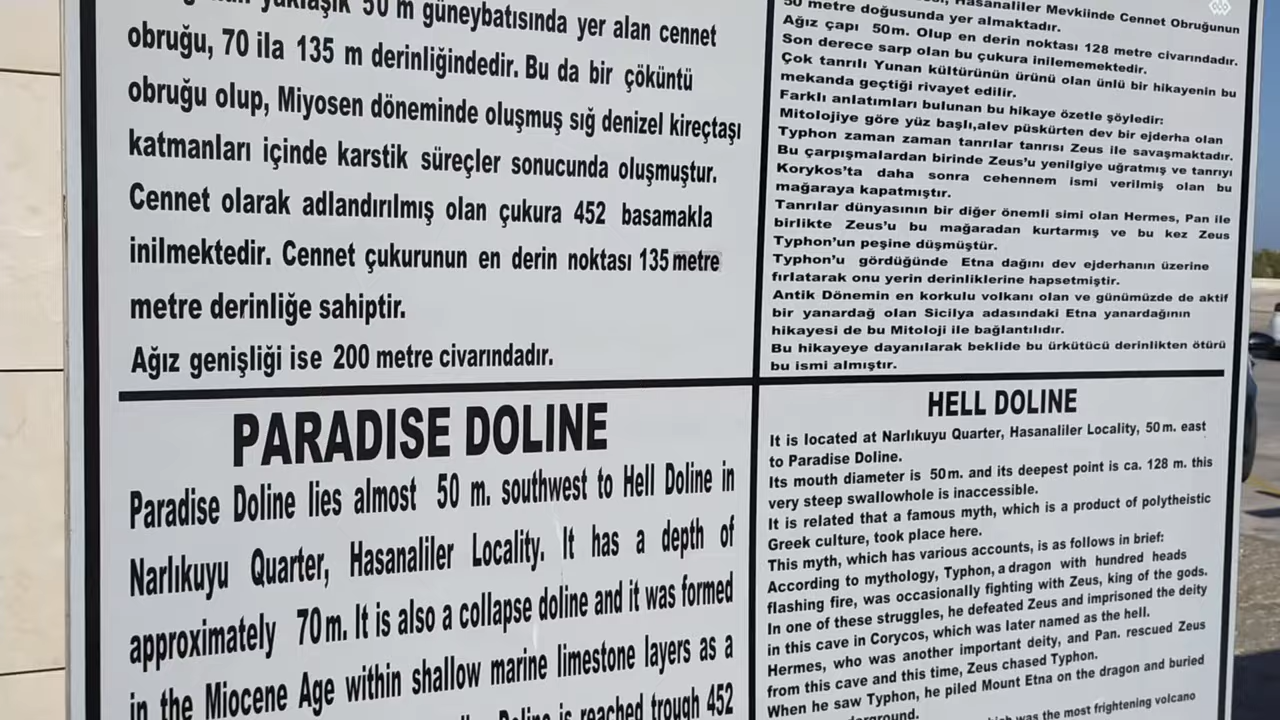 50 m güneybatısında yer alan cennet
obruğu, 70 ila 135 m derinliğindedir. Bu da bir çöküntü
obruğu olup, Miyosen döneminde oluşmuş sığ denizel kireçtaşı
katmanları içinde karstik süreçler sonucunda oluşmuştur.
Cennet olarak adlandırılmış olan çukura 452 basamakla
inilmektedir. Cennet çukurunun en derin noktası 135 metre
metre derinliğe sahiptir.
Ağız genişliği ise 200 metre civarındadır.
Hasanaliler Mevkiinde Cennet Obruğunun
50 metre doğusunda yer almaktadır.
Ağız çapı 50m. Olup en derin noktası 128 metre civarındadır.
Son derece sarp olan bu çukura inilememektedir.
Çok tanrılı Yunan kültürünün ürünü olan ünlü bir hikayenin bu
mekanda geçtiği rivayet edilir.
Farklı anlatımları bulunan bu hikaye özetle şöyledir:
Mitolojiye göre yüz başlı,alev püskürten dev bir ejderha olan
Typhon zaman zaman tanrılar tanrısı Zeus ile savaşmaktadır.
Bu çarpışmalardan birinde Zeus'u yenilgiye uğratmış ve tanrıyı
Korykos'ta daha sonra cehennem ismi verilmiş olan bu
mağaraya kapatmıştır.
Tanrılar dünyasının bir diğer önemli simi olan Hermes, Pan ile
birlikte Zeus'u bu mağaradan kurtarmış ve bu kez Zeus
Typhon'un peşine düşmüştür.
Typhon'u gördüğünde Etna dağını dev ejderhanın üzerine
fırlatarak onu yerin derinliklerine hapsetmiştir.
Antik Dönemin en korkulu volkanı olan ve günümüzde de aktif
bir yanardağ olan Sicilya adasındaki Etna yanardağının
hikayesi de bu Mitoloji ile bağlantılıdır.
Bu hikayeye dayanılarak beklide bu ürkütücü derinlikten ötürü
bu ismi almıştır.
PARADISE DOLINE
Paradise Doline lies almost 50 m. southwest to Hell Doline in
Narlıkuyu Quarter, Hasanaliler Locality. It has a depth of
approximately 70m. It is also a collapse doline and it was formed
in the Miocene Age within shallow marine limestone layers as a
Doline is reached trough 452
HELL DOLINE
It is located at Narlıkuyu Quarter, Hasanaliler Locality, 50m. east
to Paradise Doline.
Its mouth diameter is 50m. and its deepest point is ca. 128 m. this
very steep swallowhole is inaccessible.
It is related that a famous myth, which is a product of polytheistic
Greek culture, took place here.
This myth, which has various accounts, is as follows in brief:
According to mythology, Typhon, a dragon with hundred heads
flashing fire, was occasionally fighting with Zeus, king of the gods.
In one of these struggles, he defeated Zeus and imprisoned the deity
in this cave in Corycos, which was later named as the hell.
Hermes, who was another important deity, and Pan. rescued Zeus
from this cave and this time, Zeus chased Typhon.
When he saw Typhon, he piled Mount Etna on the dragon and buried
was the most frightening volcano